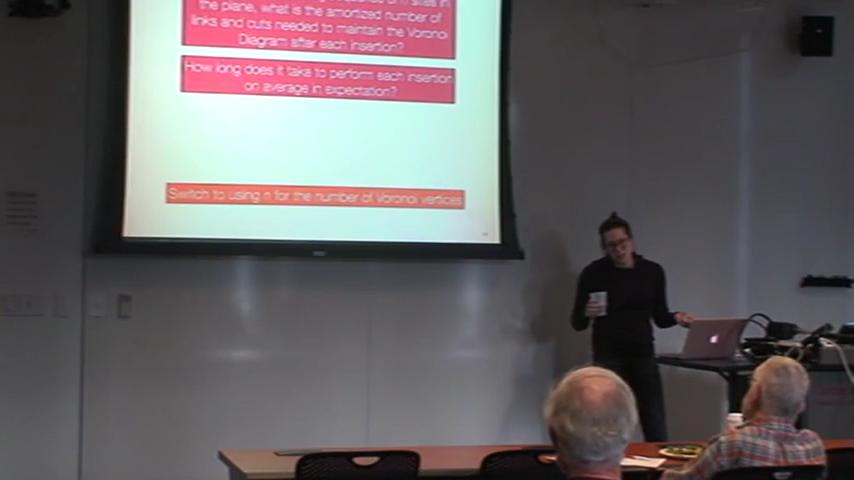 the plane, what is the amortized number of
links and cuts needed to maintain the Voronoi
Diagram after each insertion?
How long does it take to perform each insertion
on average in expectation?
Switch to using n for the number of Voronoi vertices